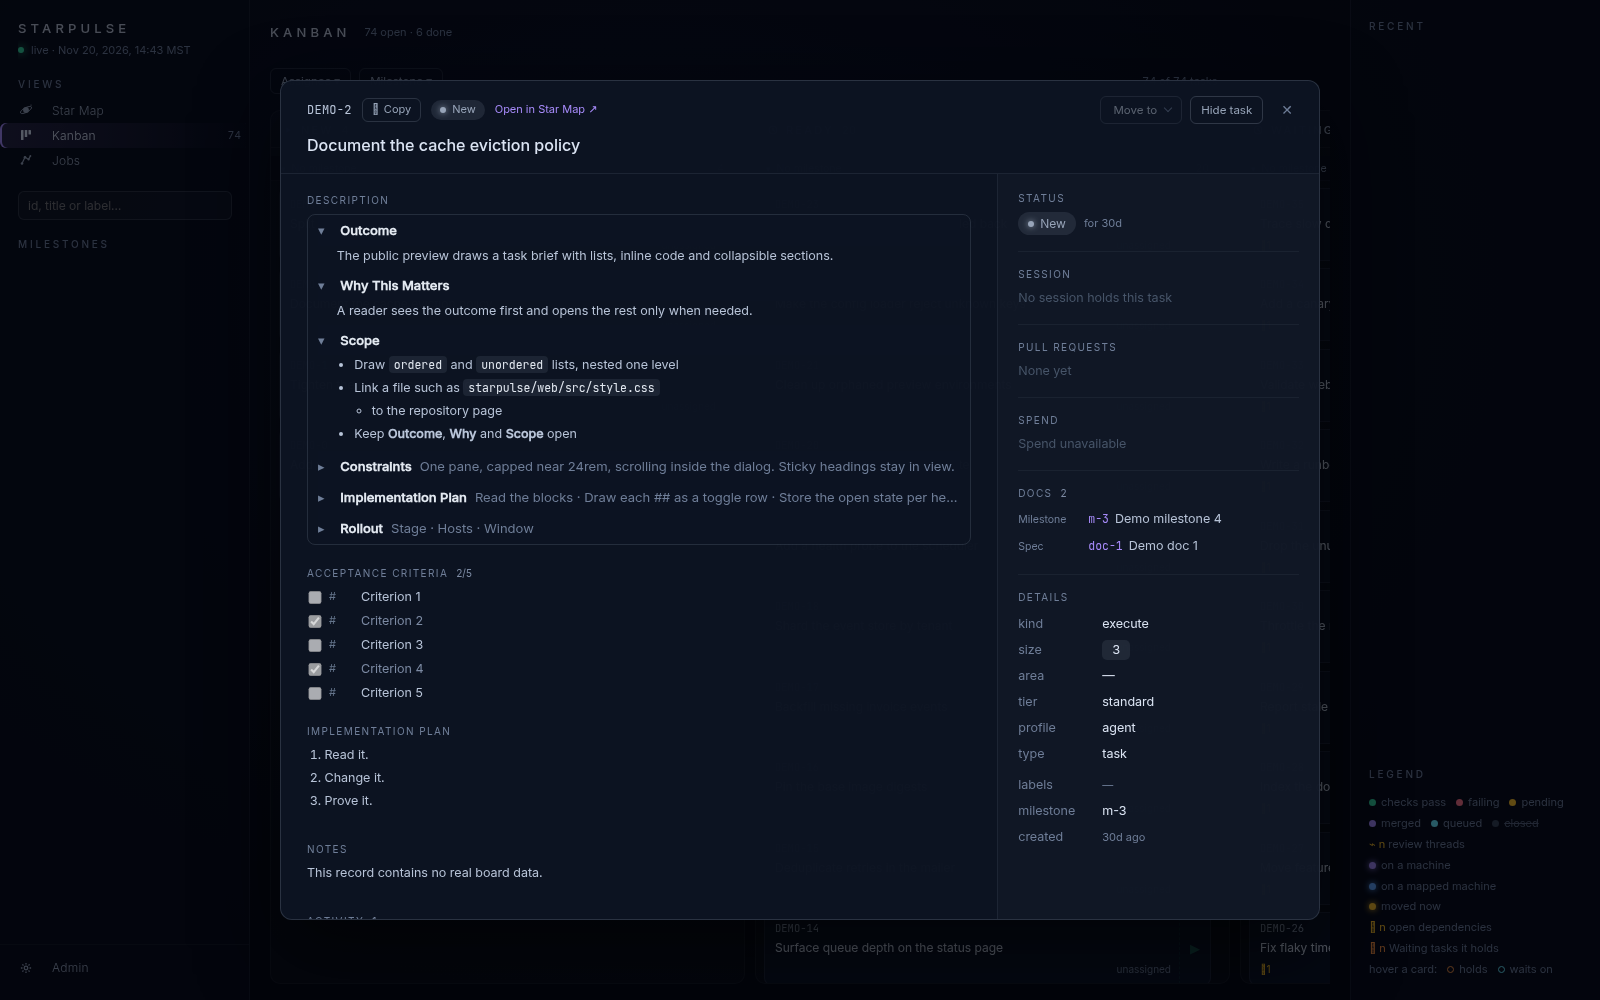 STARPULSE
live · Nov 20, 2026, 14:43 MST
VIEWS
Star Map
Kanban 74
Jobs
id, title or label...
MILESTONES
Admin
KANBAN 74 open · 6 done
DEMO-2 Copy New Open in Star Map ↗ Move to Hide task ✕
Document the cache eviction policy
DESCRIPTION
▾ Outcome
The public preview draws a task brief with lists, inline code and collapsible sections.
▾ Why This Matters
A reader sees the outcome first and opens the rest only when needed.
▾ Scope
• Draw ordered and unordered lists, nested one level
• Link a file such as starpulse/web/src/style.css
◦ to the repository page
• Keep Outcome, Why and Scope open
▸ Constraints One pane, capped near 24rem, scrolling inside the dialog. Sticky headings stay in view.
▸ Implementation Plan Read the blocks · Draw each ## as a toggle row · Store the open state per he...
▸ Rollout Stage · Hosts · Window
ACCEPTANCE CRITERIA 2/5
# Criterion 1
# Criterion 2
# Criterion 3
# Criterion 4
# Criterion 5
IMPLEMENTATION PLAN
1. Read it.
2. Change it.
3. Prove it.
NOTES
This record contains no real board data.
STATUS
New for 30d
SESSION
No session holds this task
PULL REQUESTS
None yet
SPEND
Spend unavailable
DOCS 2
Milestone m-3 Demo milestone 4
Spec doc-1 Demo doc 1
DETAILS
kind execute
size 3
area —
tier standard
profile agent
type task
labels —
milestone m-3
created 30d ago
DEMO-14
Surface queue depth on the status page
unassigned
DEMO-26
Fix flaky time
1
RECENT
LEGEND
checks pass failing pending
merged queued closed
n review threads
on a machine
on a mapped machine
moved now
n open dependencies
n Waiting tasks it holds
hover a card: holds waits on